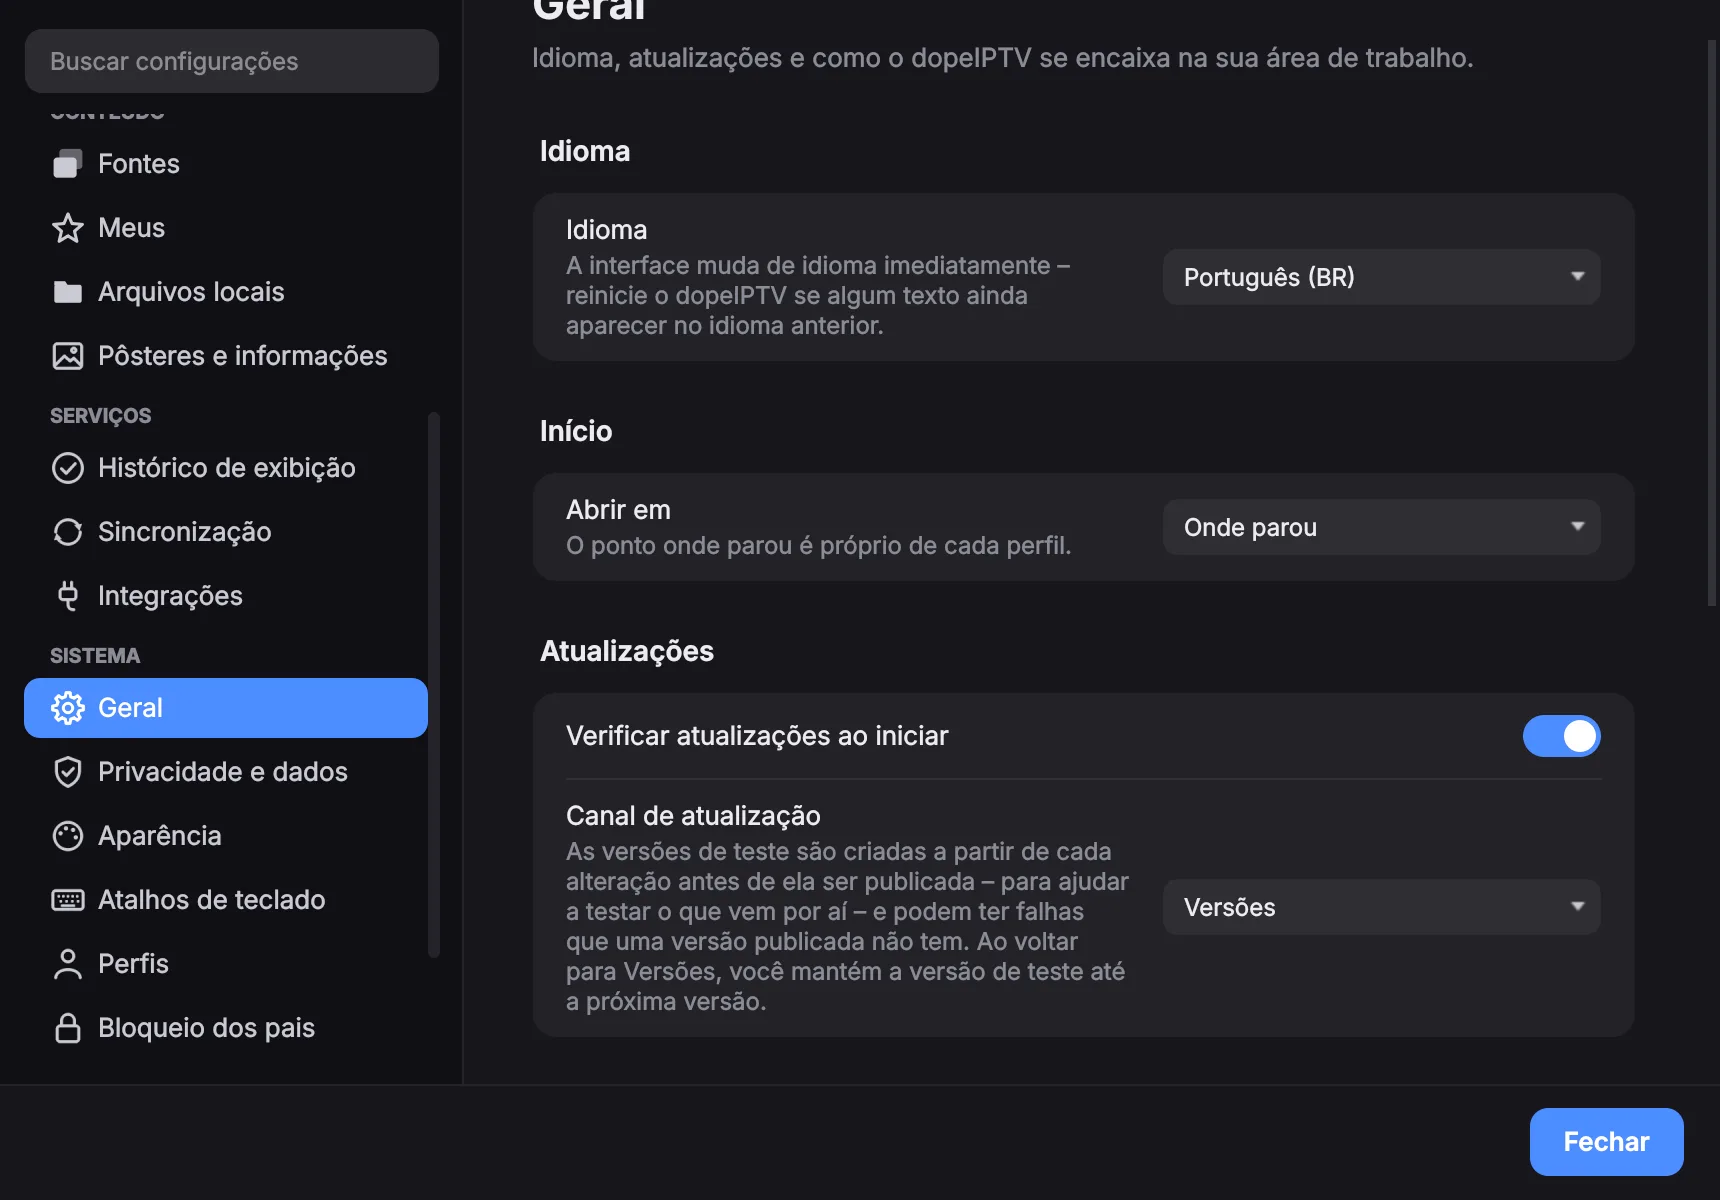 Buscar configurações
CONTEÚDO
Fontes
Meus
Arquivos locais
Pôsteres e informações
SERVIÇOS
Histórico de exibição
Sincronização
Integrações
SISTEMA
Geral
Privacidade e dados
Aparência
Atalhos de teclado
Perfis
Bloqueio dos pais
Geral
Idioma, atualizações e como o dopeIPTV se encaixa na sua área de trabalho.
Idioma
Idioma
A interface muda de idioma imediatamente –
reinicie o dopeIPTV se algum texto ainda
aparecer no idioma anterior.
Português (BR)
Início
Abrir em
O ponto onde parou é próprio de cada perfil.
Onde parou
Atualizações
Verificar atualizações ao iniciar
Canal de atualização
As versões de teste são criadas a partir de cada
alteração antes de ela ser publicada – para ajudar
a testar o que vem por aí – e podem ter falhas
que uma versão publicada não tem. Ao voltar
para Versões, você mantém a versão de teste até
a próxima versão.
Versões
Fechar